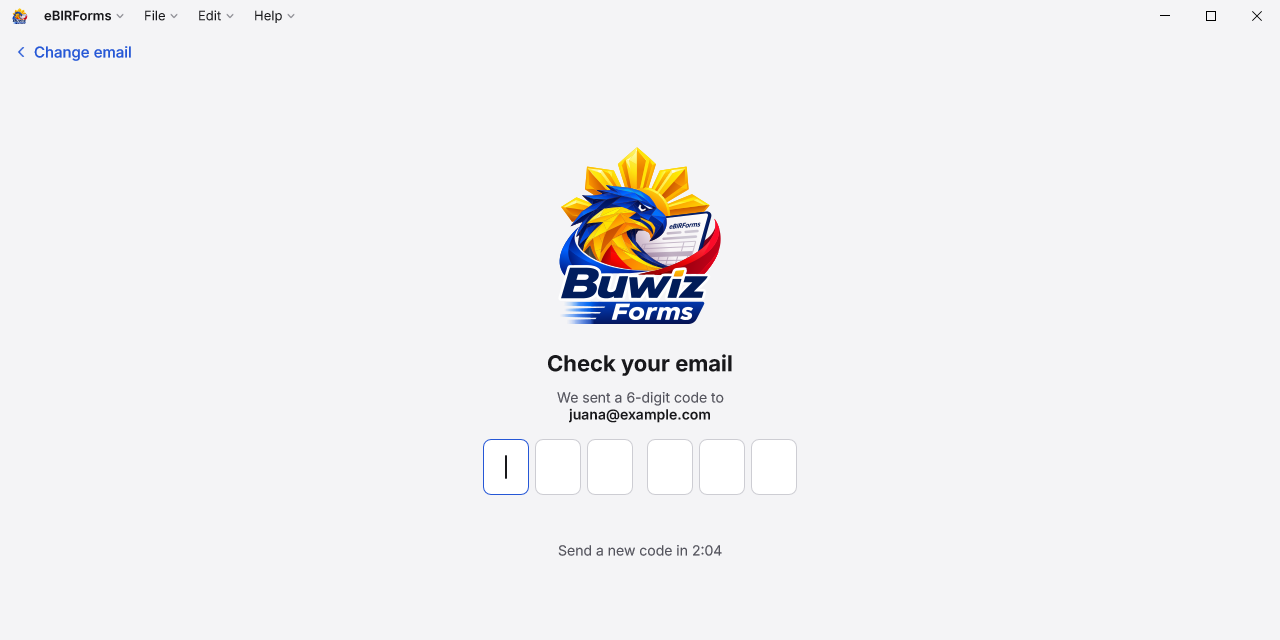 eBIRForms File Edit Help
Change email
eBIRForms
Buwiz
Forms
Check your email
We sent a 6-digit code to
juana@example.com
Send a new code in 2:04